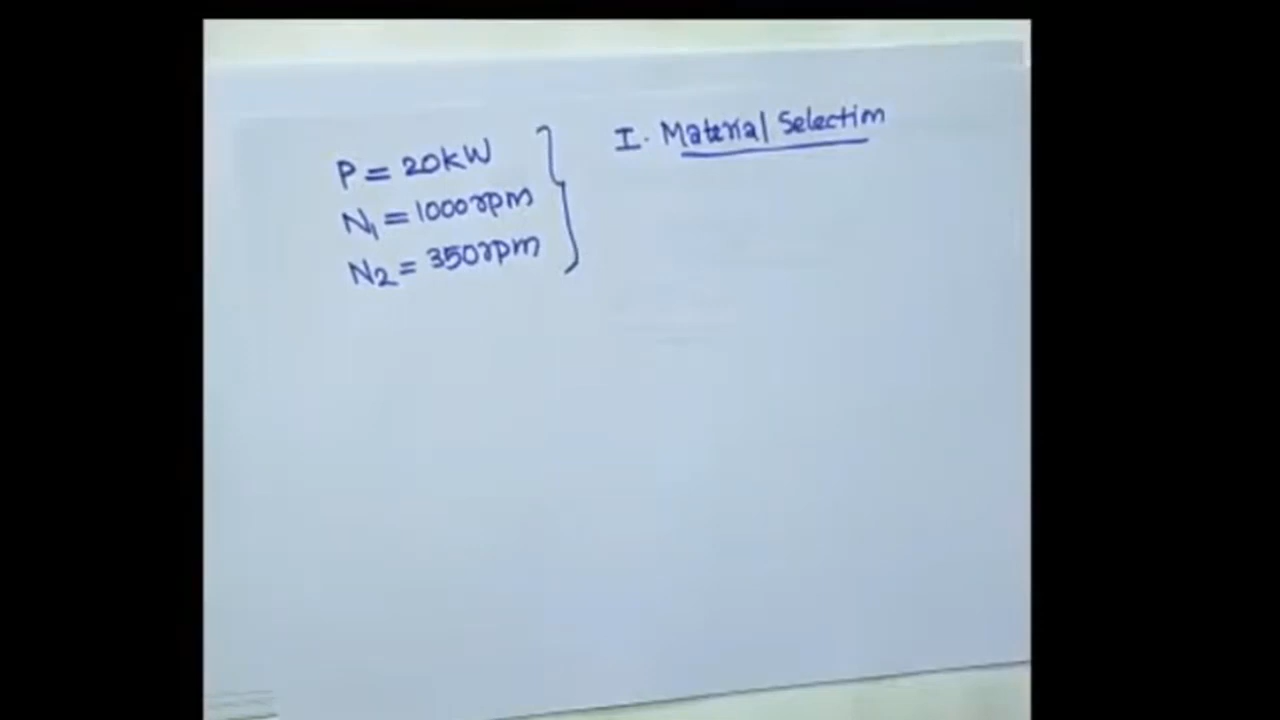 P = 20kW
N1 = 1000rpm
N2 = 350rpm
I. Material Selection